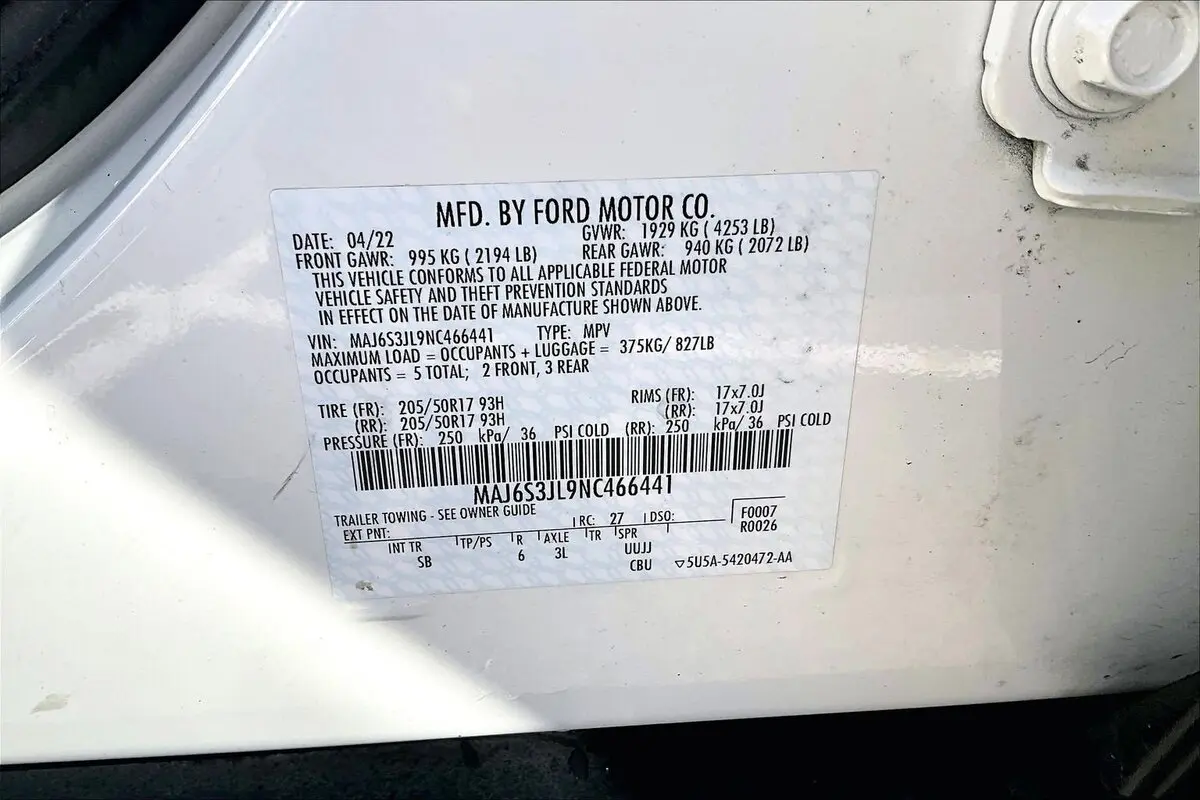 MFD. BY FORD MOTOR CO.
DATE: 04/22 GVWR: 1929 KG ( 4253 LB)
FRONT GAWR: 995 KG ( 2194 LB) REAR GAWR: 940 KG ( 2072 LB)
THIS VEHICLE CONFORMS TO ALL APPLICABLE FEDERAL MOTOR
VEHICLE SAFETY AND THEFT PREVENTION STANDARDS
IN EFFECT ON THE DATE OF MANUFACTURE SHOWN ABOVE.
VIN: MAJ6S3JL9NC466441 TYPE: MPV
MAXIMUM LOAD = OCCUPANTS + LUGGAGE = 375KG/ 827LB
OCCUPANTS = 5 TOTAL; 2 FRONT, 3 REAR
TIRE (FR): 205/50R17 93H RIMS (FR): 17x7.0J
(RR): 205/50R17 93H (RR): 17x7.0J
PRESSURE (FR): 250 kPa/ 36 PSI COLD (RR): 250 kPa/ 36 PSI COLD
MAJ6S3JL9NC466441
TRAILER TOWING - SEE OWNER GUIDE
EXT PNT: RC: 27 DSO: F0007
R0026
INT TR TP/PS R AXLE TR SPR
SB 6 3L UUJJ
CBU ▽5U5A-5420472-AA